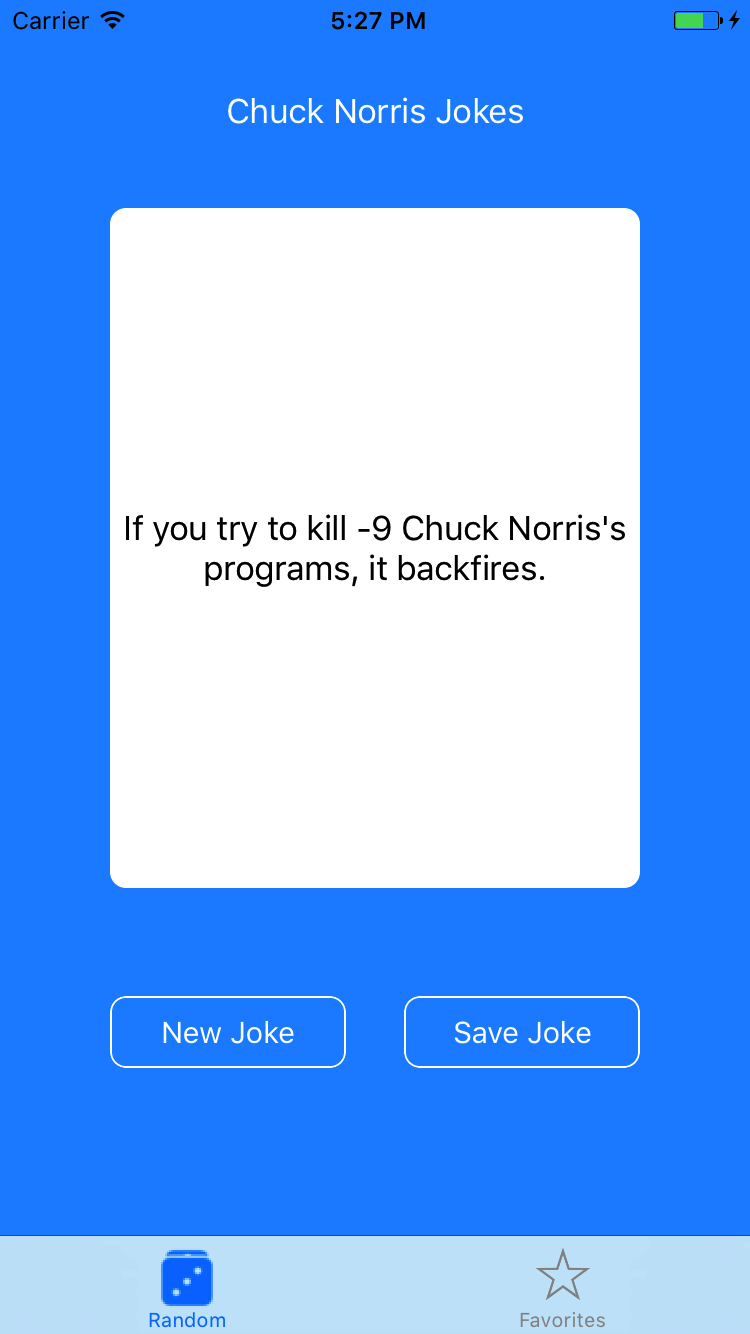 Carrier 5:27 PM
Chuck Norris Jokes
If you try to kill -9 Chuck Norris's
programs, it backfires.
New Joke Save Joke
Random Favorites